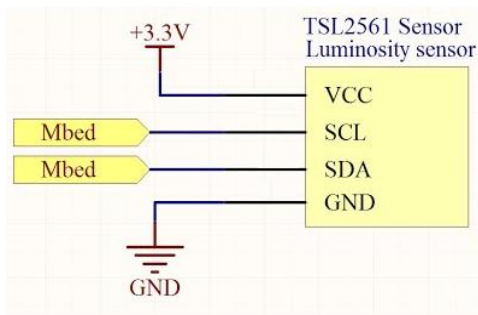 +3.3V
TSL2561 Sensor
Luminosity sensor
VCC
Mbed
SCL
Mbed
SDA
GND
GND